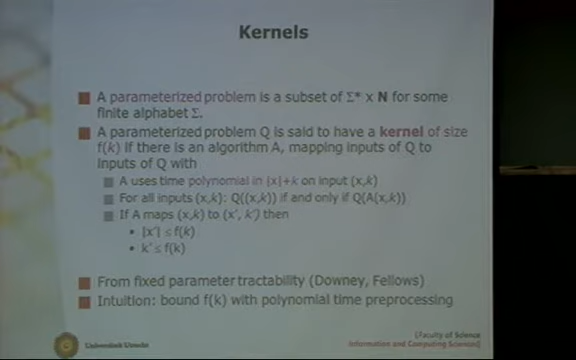 Kernels
A parameterized problem is a subset of Σ* x N for some
finite alphabet Σ.
A parameterized problem Q is said to have a kernel of size
f(k) if there is an algorithm A, mapping inputs of Q to
inputs of Q with
A uses time polynomial in |x|+k on input (x,k)
For all inputs (x,k): Q((x,k)) if and only if Q(A(x,k))
If A maps (x,k) to (x', k') then
• |x'| ≤ f(k)
• k' ≤ f(k)
From fixed parameter tractability (Downey, Fellows)
Intuition: bound f(k) with polynomial time preprocessing
Universiteit Utrecht
[Faculty of Science
Information and Computing Sciences]